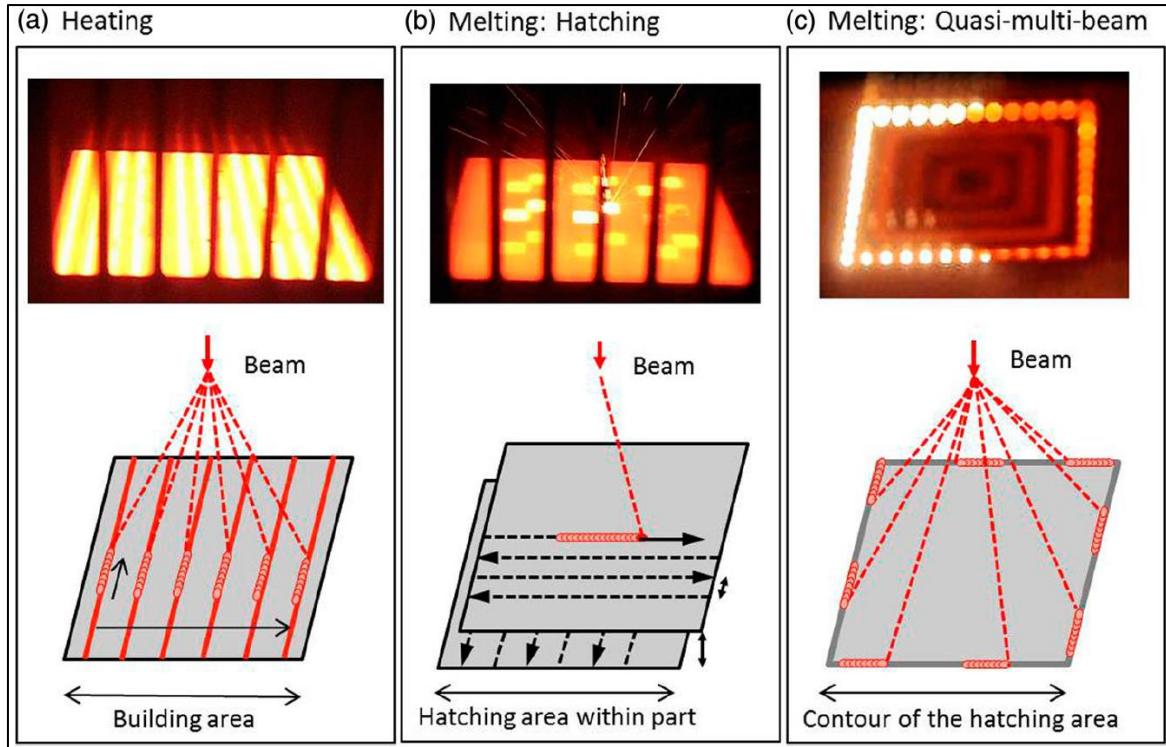 (a) Heating
(b) Melting: Hatching
(c) Melting: Quasi-multi-beam
Beam
Beam
Beam
Building area
Hatching area within part
Contour of the hatching area